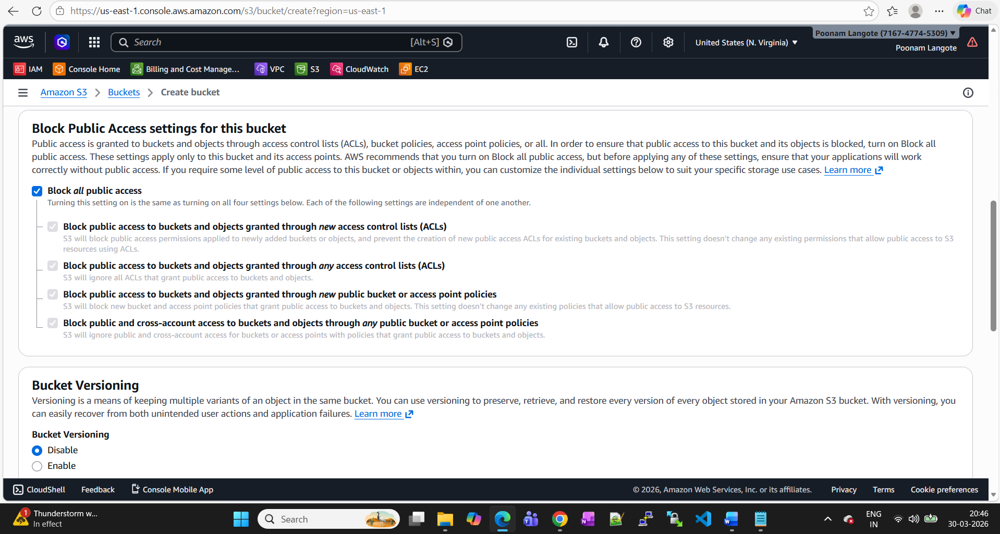 https://us-east-1.console.aws.amazon.com/s3/bucket/create?region=us-east-1
Chat
aws
Search
[Alt+S]
United States (N. Virginia)
Poonam Langote (7167-4774-5309)
Poonam Langote
IAM
Console Home
Billing and Cost Manage...
VPC
S3
CloudWatch
EC2
Amazon S3
Buckets
Create bucket
Block Public Access settings for this bucket
Public access is granted to buckets and objects through access control lists (ACLs), bucket policies, access point policies, or all. In order to ensure that public access to this bucket and its objects is blocked, turn on Block all
public access. These settings apply only to this bucket and its access points. AWS recommends that you turn on Block all public access, but before applying any of these settings, ensure that your applications will work
correctly without public access. If you require some level of public access to this bucket or objects within, you can customize the individual settings below to suit your specific storage use cases. Learn more
Block all public access
Turning this setting on is the same as turning on all four settings below. Each of the following settings are independent of one another.
Block public access to buckets and objects granted through new access control lists (ACLs)
S3 will block public access permissions applied to newly added buckets or objects, and prevent the creation of new public access ACLs for existing buckets and objects. This setting doesn't change any existing permissions that allow public access to S3
resources using ACLs.
Block public access to buckets and objects granted through any access control lists (ACLs)
S3 will ignore all ACLs that grant public access to buckets and objects.
Block public access to buckets and objects granted through new public bucket or access point policies
S3 will block new bucket and access point policies that grant public access to buckets and objects. This setting doesn't change any existing policies that allow public access to S3 resources.
Block public and cross-account access to buckets and objects through any public bucket or access point policies
S3 will ignore public and cross-account access for buckets or access points with policies that grant public access to buckets and objects.
Bucket Versioning
Versioning is a means of keeping multiple variants of an object in the same bucket. You can use versioning to preserve, retrieve, and restore every version of every object stored in your Amazon S3 bucket. With versioning, you
can easily recover from both unintended user actions and application failures. Learn more
Bucket Versioning
Disable
Enable
CloudShell
Feedback
Console Mobile App
© 2026, Amazon Web Services, Inc. or its affiliates.
Privacy
Terms
Cookie preferences
1
Thunderstorm w...
In effect
Search
ENG
IN
20:46
30-03-2026